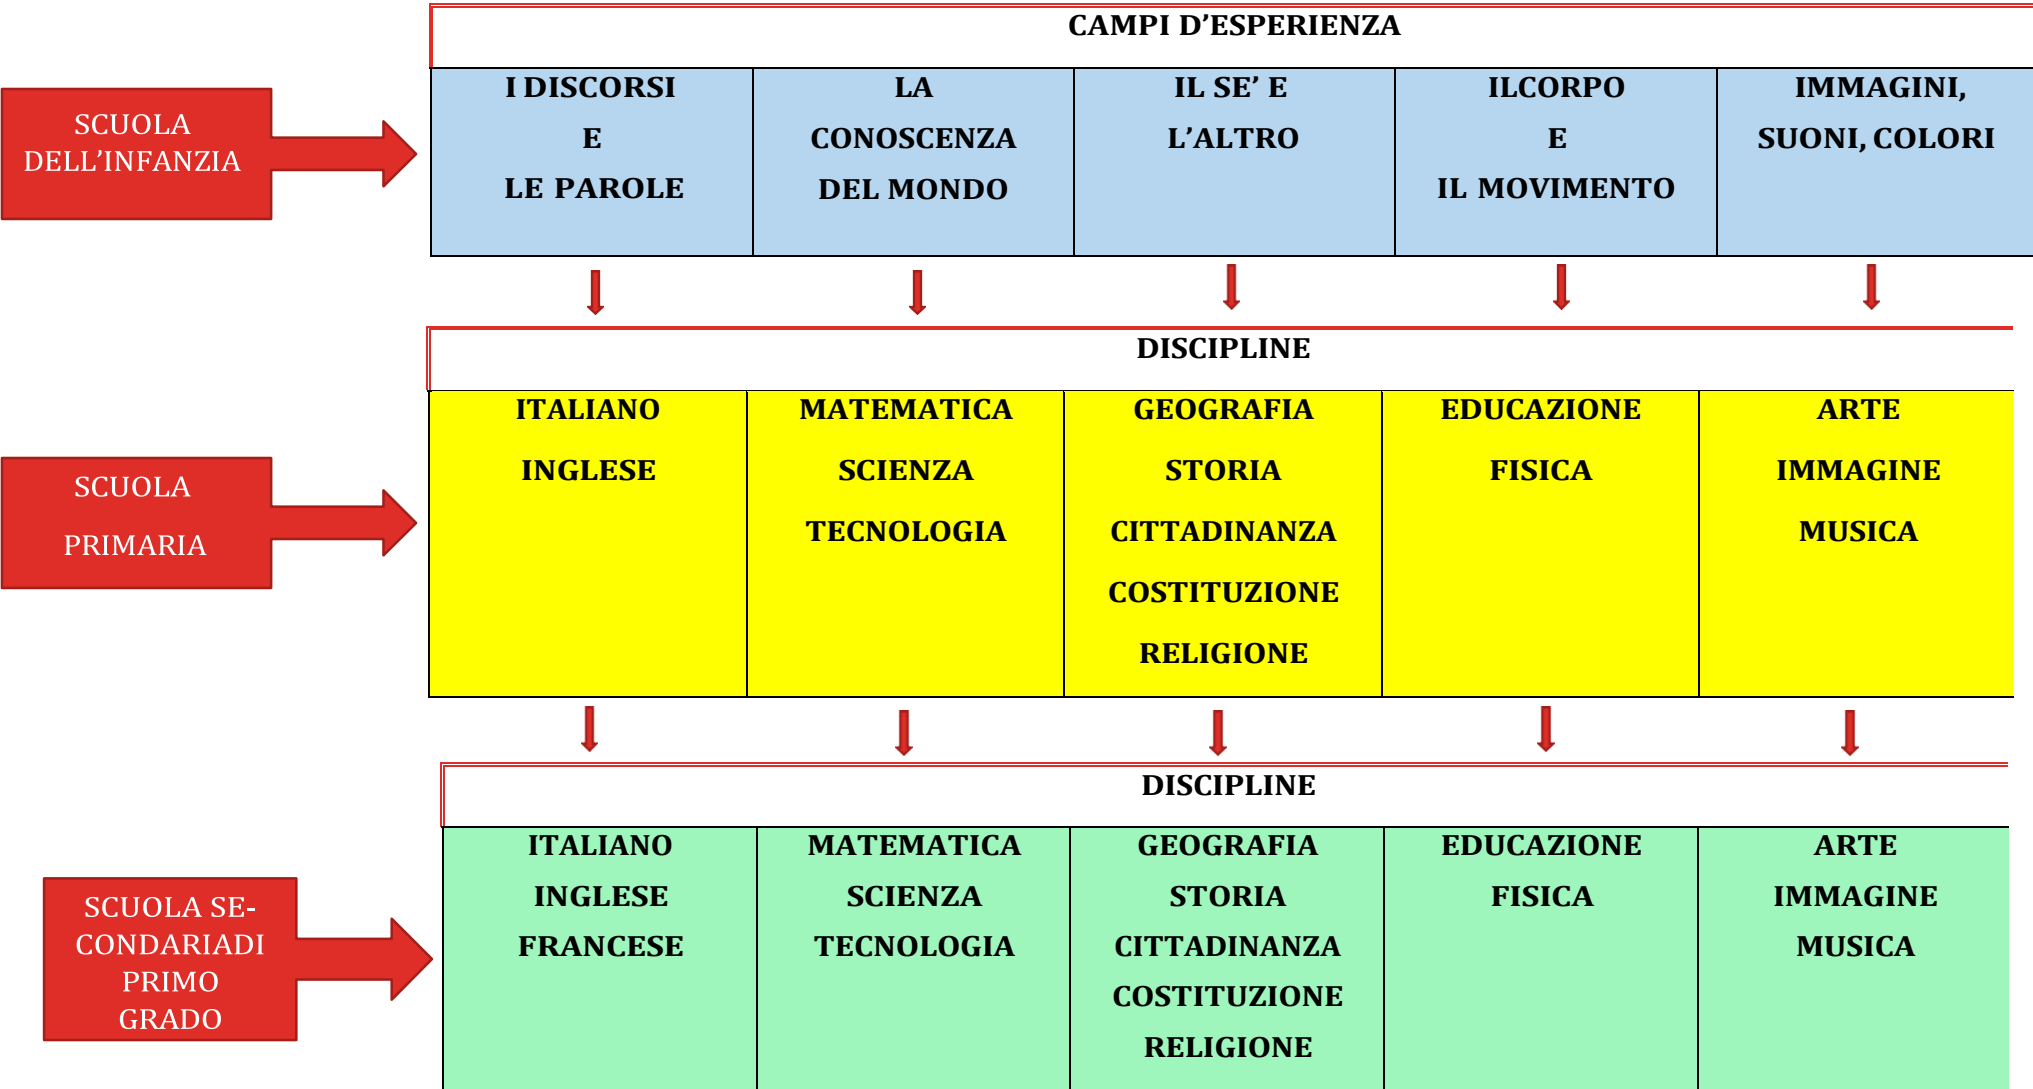 CAMPI D’ESPERIENZA
SCUOLA
DELL’INFANZIA
I DISCORSI
E
LE PAROLE
LA
CONOSCENZA
DEL MONDO
IL SE’ E
L’ALTRO
ILCORPO
E
IL MOVIMENTO
IMMAGINI,
SUONI, COLORI
DISCIPLINE
SCUOLA
PRIMARIA
ITALIANO
INGLESE
MATEMATICA
SCIENZA
TECNOLOGIA
GEOGRAFIA
STORIA
CITTADINANZA
COSTITUZIONE
RELIGIONE
EDUCAZIONE
FISICA
ARTE
IMMAGINE
MUSICA
DISCIPLINE
SCUOLA SE-
CONDARIADI
PRIMO
GRADO
ITALIANO
INGLESE
FRANCESE
MATEMATICA
SCIENZA
TECNOLOGIA
GEOGRAFIA
STORIA
CITTADINANZA
COSTITUZIONE
RELIGIONE
EDUCAZIONE
FISICA
ARTE
IMMAGINE
MUSICA